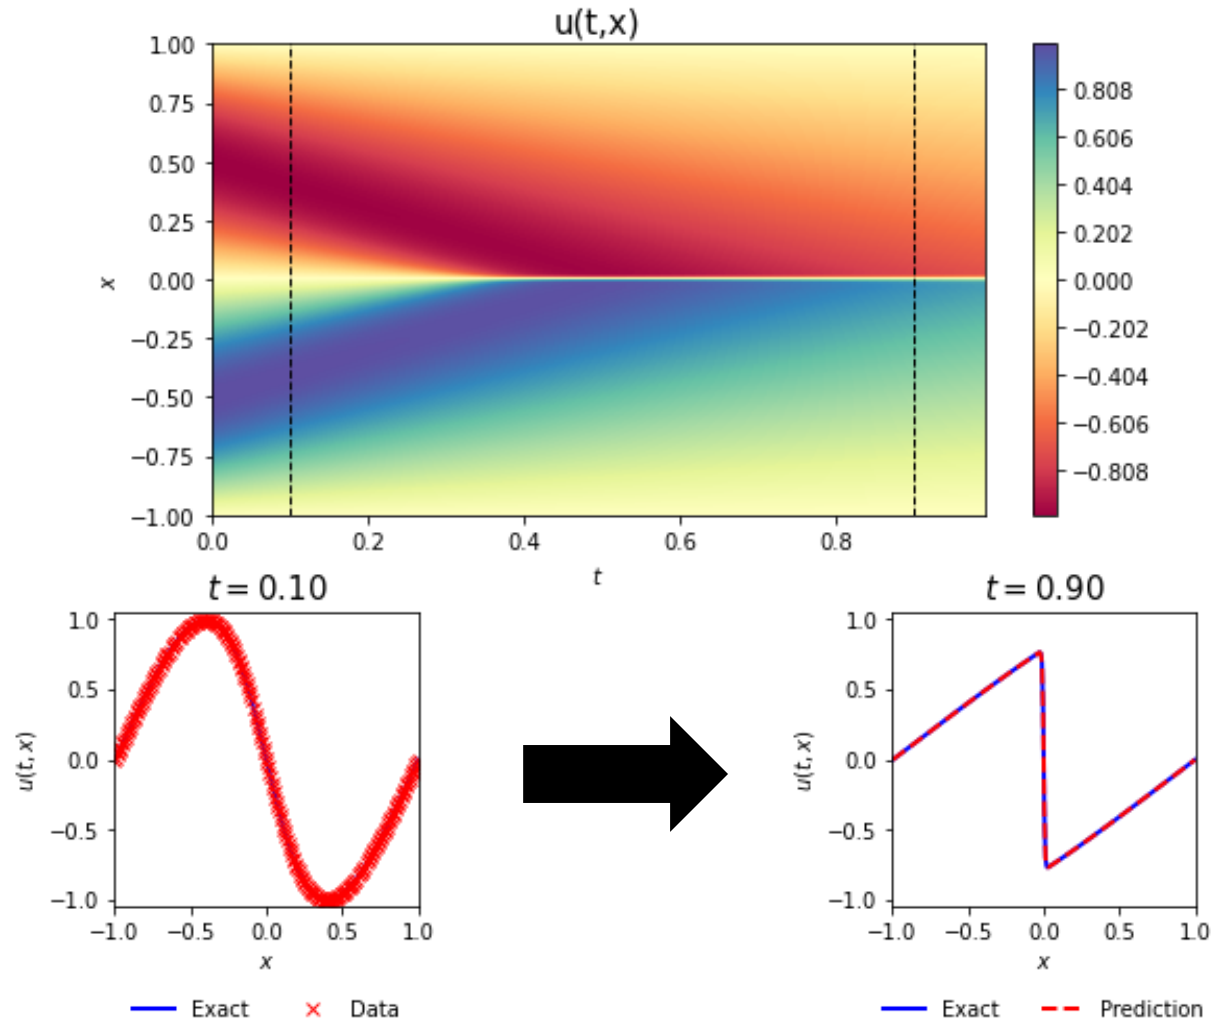 u(t,x)
1.00
0.75
0.50
0.25
0.00
−0.25
−0.50
−0.75
−1.00
x
0.0 0.2 0.4 0.6 0.8
t
0.808
0.606
0.404
0.202
0.000
−0.202
−0.404
−0.606
−0.808
t = 0.10
1.0
0.5
0.0
−0.5
−1.0
u(t, x)
−1.0 −0.5 0.0 0.5 1.0
x
Exact Data
t = 0.90
1.0
0.5
0.0
−0.5
−1.0
u(t, x)
−1.0 −0.5 0.0 0.5 1.0
x
Exact Prediction